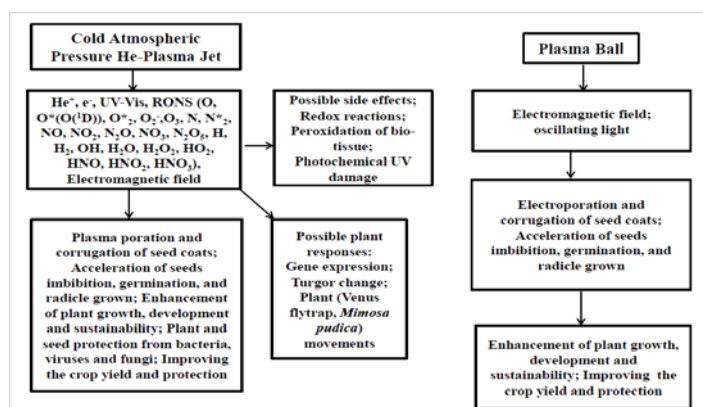 Cold Atmospheric
Pressure He-Plasma Jet
He⁺, e⁻, UV-Vis, RONS (O,
O*(O(¹D)), O*₂, O₂⁻,O₃, N, N*₂,
NO, NO₂, N₂O, NO₃, N₂O₅, H,
H₂, OH, H₂O, H₂O₂, HO₂,
HNO, HNO₂, HNO₃),
Electromagnetic field
Possible side effects;
Redox reactions;
Peroxidation of bio-
tissue;
Photochemical UV
damage
Plasma poration and
corrugation of seed coats;
Acceleration of seeds
imbibition, germination, and
radicle grown; Enhancement
of plant growth, development
and sustainability; Plant and
seed protection from bacteria,
viruses and fungi; Improving
the crop yield and protection
Possible plant
responses:
Gene expression;
Turgor change;
Plant (Venus
flytrap, Mimosa
pudica)
movements
Plasma Ball
Electromagnetic field;
oscillating light
Electroporation and
corrugation of seed coats;
Acceleration of seeds
imbibition, germination, and
radicle grown
Enhancement of plant growth,
development and
sustainability; Improving the
crop yield and protection